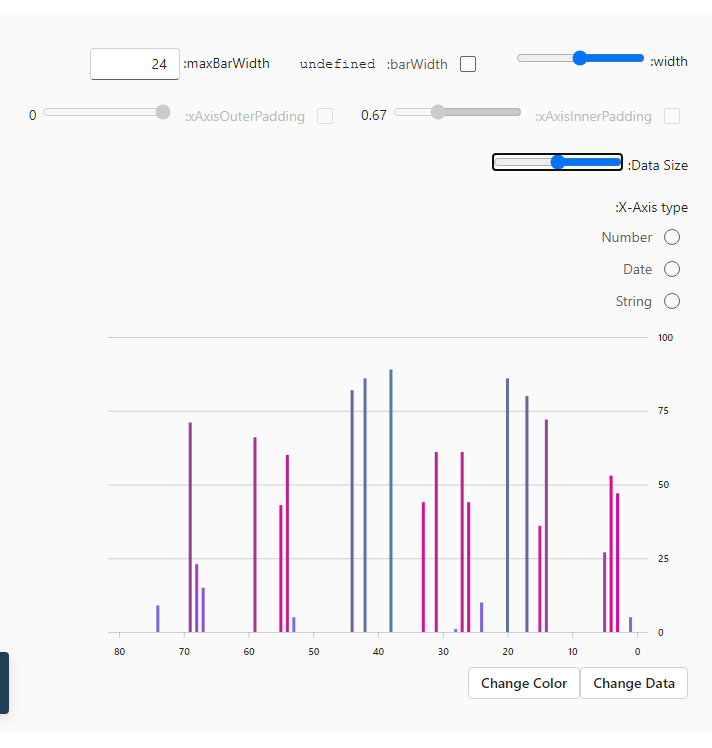 :width
:barWidth undefined
:maxBarWidth 24
:xAxisInnerPadding 0.67
:xAxisOuterPadding 0
:Data Size
:X-Axis type
Number
Date
String
100
75
50
25
0
80 70 60 50 40 30 20 10 0
Change Color Change Data